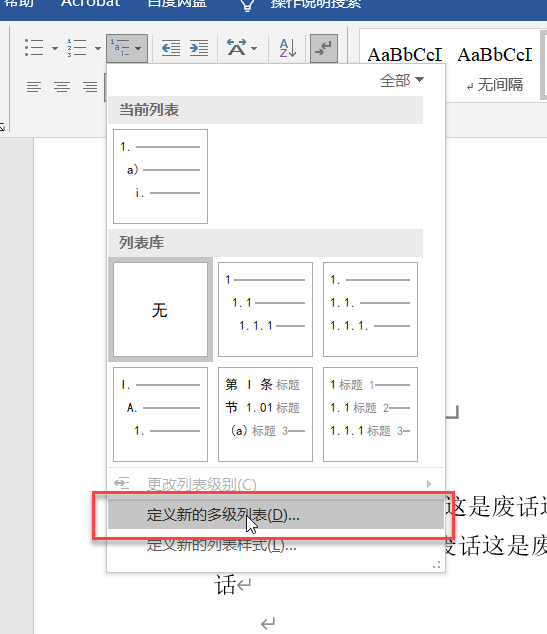 帮助 Acrobat 百度网盘 操作说明搜索
AaBbCcI AaBbCcI
无间隔
全部
当前列表
1.
a)
i.
列表库
无
1
1.1
1.1.1
1.
1.1.
1.1.1.
I.
A.
1.
第 I 条 标题
节 1.01 标题
(a) 标题 3
1 标题 1
1.1 标题 2
1.1.1 标题 3
更改列表级别(C)
定义新的多级列表(D)...
定义新的列表样式(L)...
这是废话这
废话这是废
话